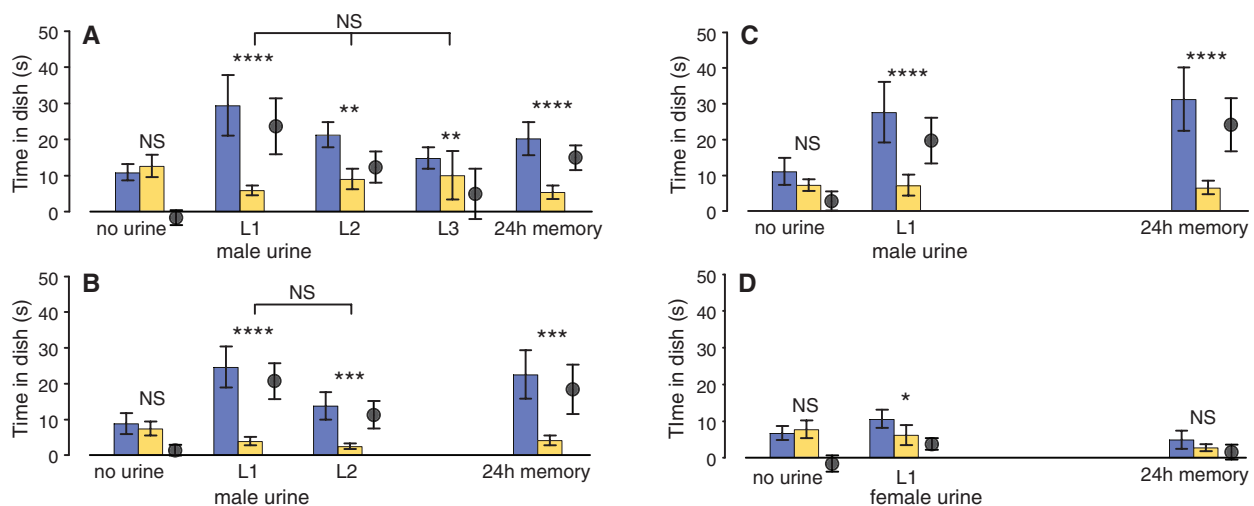 A
Time in dish (s)
50
40
30
20
10
0
NS
NS
****
**
**
****
no urine
L1
L2
L3
24h memory
male urine
B
Time in dish (s)
50
40
30
20
10
0
NS
NS
****
***
***
no urine
L1
L2
24h memory
male urine
C
Time in dish (s)
50
40
30
20
10
0
NS
****
****
no urine
L1
24h memory
male urine
D
TIme in dish (s)
50
40
30
20
10
0
NS
*
NS
no urine
L1
24h memory
female urine